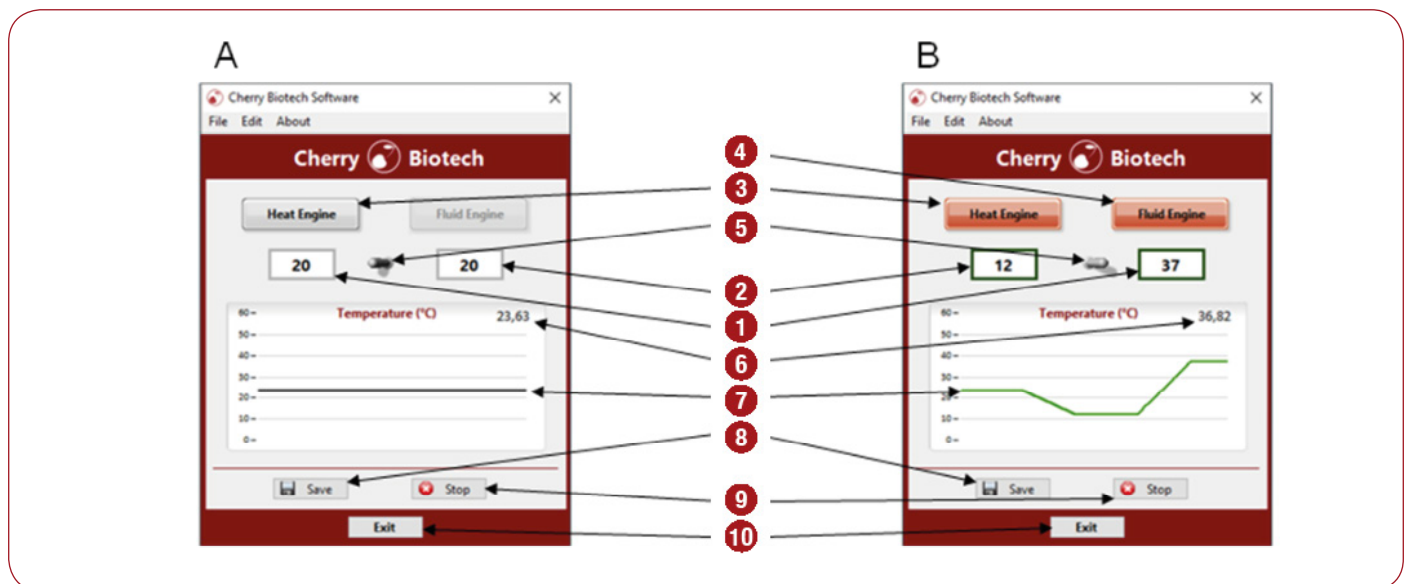 A
Cherry Biotech Software
File Edit About
Cherry Biotech
Heat Engine Fluid Engine
20 20
Temperature (°C) 23,63
60
50
40
30
20
10
0
Save Stop
Exit
4
3
5
2
1
6
7
8
9
10
B
Cherry Biotech Software
File Edit About
Cherry Biotech
Heat Engine Fluid Engine
12 37
Temperature (°C) 36,82
60
50
40
30
20
10
0
Save Stop
Exit